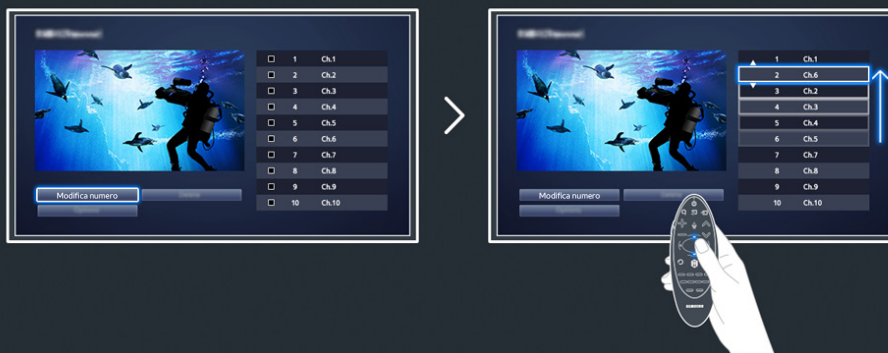 1 Ch.1
2 Ch.2
3 Ch.3
4 Ch.4
5 Ch.5
6 Ch.6
7 Ch.7
8 Ch.8
9 Ch.9
10 Ch.10
Modifica numero
1 Ch.1
2 Ch.6
3 Ch.2
4 Ch.3
5 Ch.4
6 Ch.5
7 Ch.7
8 Ch.8
9 Ch.9
10 Ch.10
Modifica numero